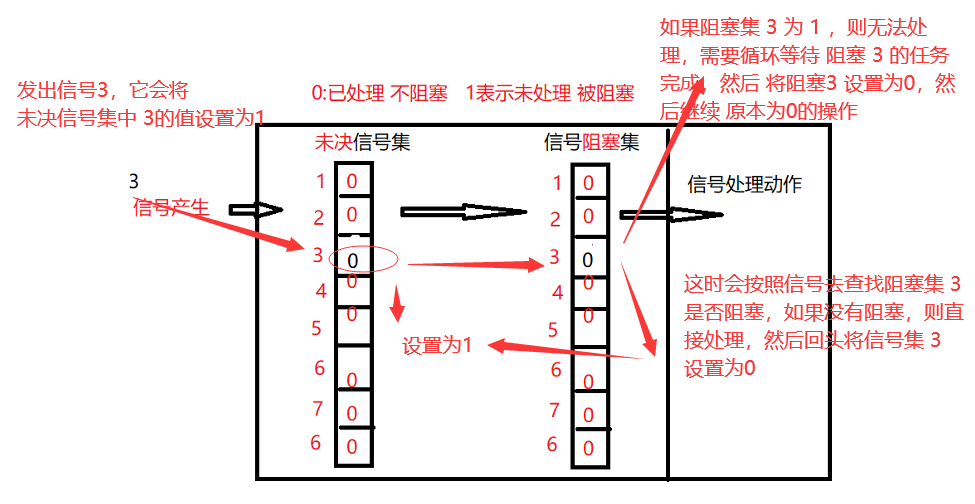 如果阻塞集 3 为 1 ，则无法处
理，需要循环等待 阻塞 3 的任务
完成，然后 将阻塞3 设置为0，然
后继续 原本为0的操作
发出信号3，它会将
未决信号集中 3的值设置为1
0:已处理 不阻塞 1表示未处理 被阻塞
未决信号集
信号阻塞集
信号处理动作
3
信号产生
1 0
2 0
3 0
4 0
5 0
6 0
7 0
6 0
1 0
2 0
3 0
4 0
5 0
6 0
7 0
6 0
设置为1
这时会按照信号去查找阻塞集 3
是否阻塞，如果没有阻塞，则直
接处理，然后回头将信号集 3
设置为0